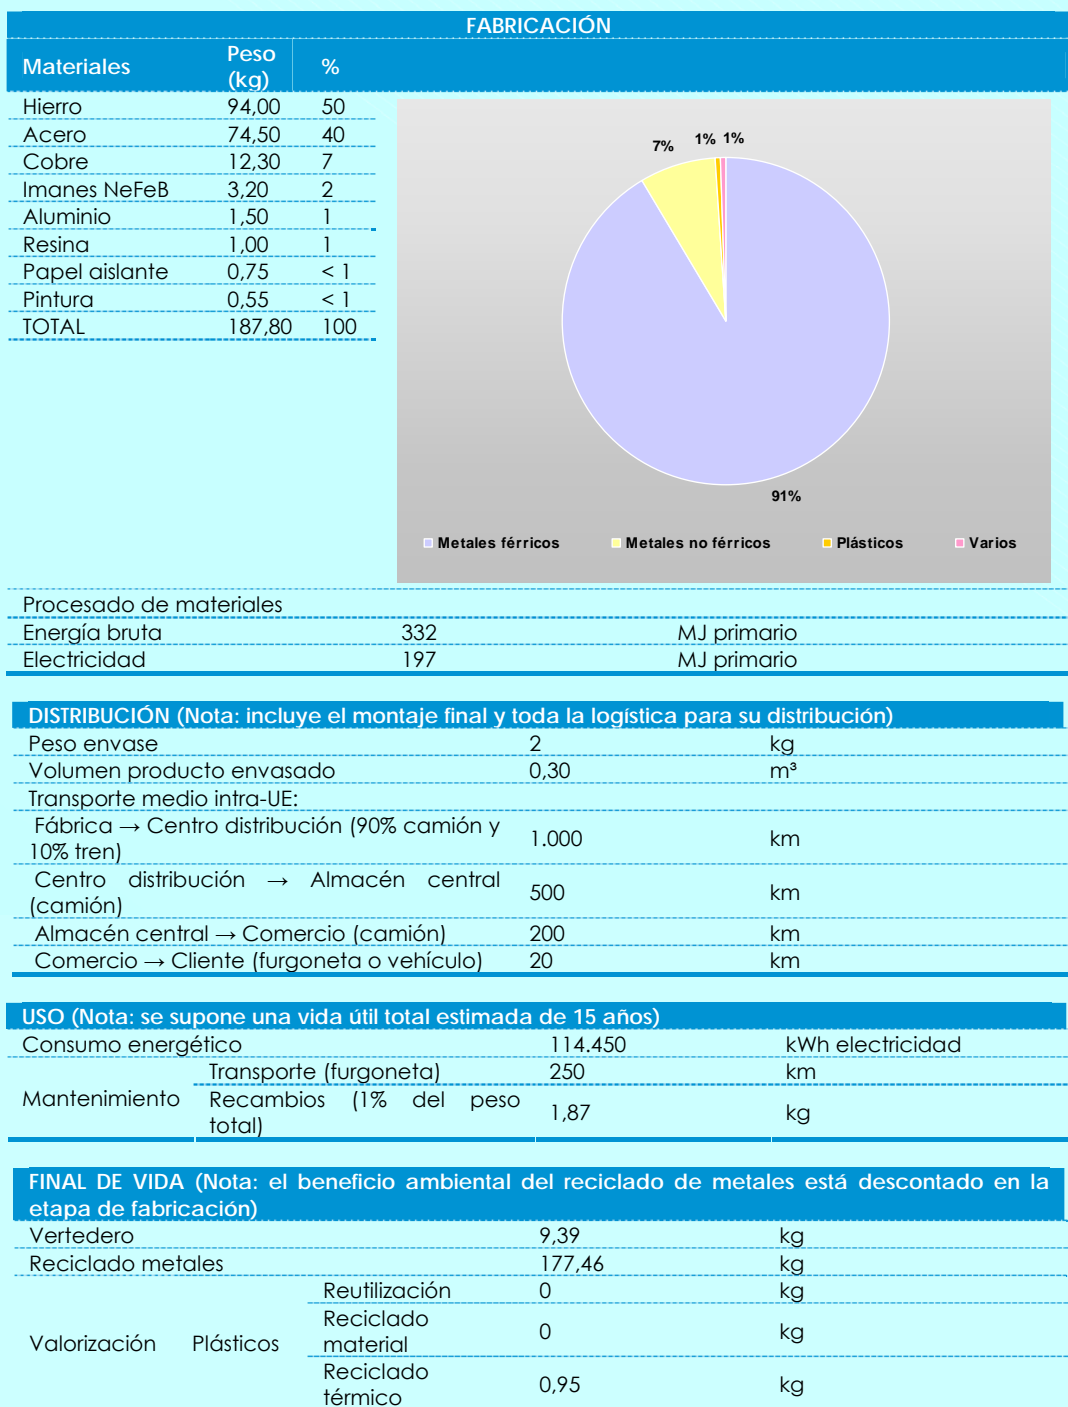 FABRICACIÓN
Materiales Peso (kg) %
Hierro 94,00 50
Acero 74,50 40
Cobre 12,30 7
Imanes NeFeB 3,20 2
Aluminio 1,50 1
Resina 1,00 1
Papel aislante 0,75 < 1
Pintura 0,55 < 1
TOTAL 187,80 100
7% 1% 1%
91%
Metales férricos Metales no férricos Plásticos Varios
Procesado de materiales
Energía bruta 332 MJ primario
Electricidad 197 MJ primario
DISTRIBUCIÓN (Nota: incluye el montaje final y toda la logística para su distribución)
Peso envase 2 kg
Volumen producto envasado 0,30 m³
Transporte medio intra-UE:
Fábrica → Centro distribución (90% camión y
10% tren) 1.000 km
Centro distribución → Almacén central
(camión) 500 km
Almacén central → Comercio (camión) 200 km
Comercio → Cliente (furgoneta o vehículo) 20 km
USO (Nota: se supone una vida útil total estimada de 15 años)
Consumo energético 114.450 kWh electricidad
Mantenimiento Transporte (furgoneta) 250 km
Recambios (1% del peso
total) 1,87 kg
FINAL DE VIDA (Nota: el beneficio ambiental del reciclado de metales está descontado en la
etapa de fabricación)
Vertedero 9,39 kg
Reciclado metales 177,46 kg
Valorización Plásticos Reutilización 0 kg
Reciclado
material 0 kg
Reciclado
térmico 0,95 kg